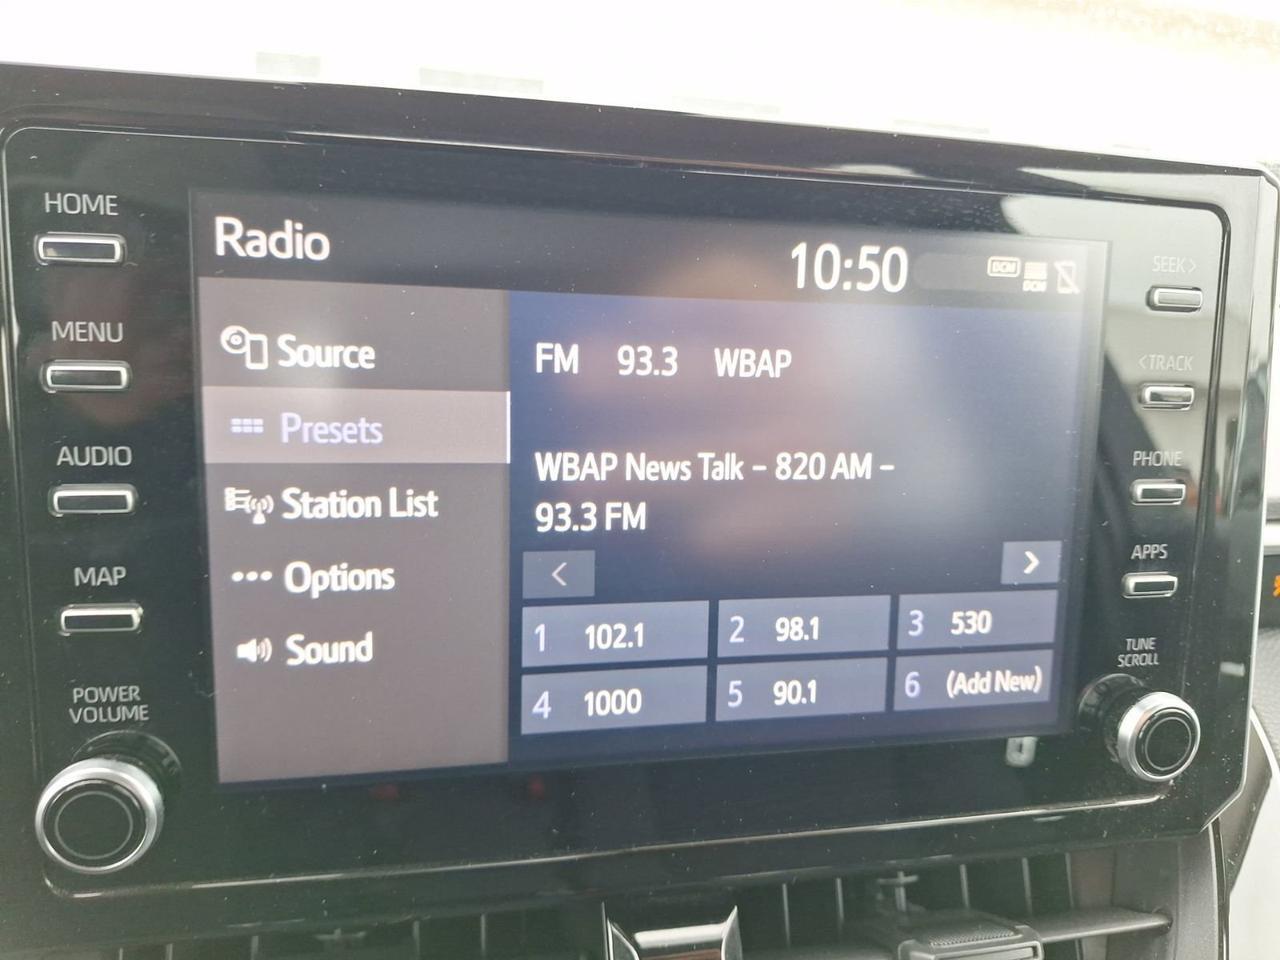 HOME
MENU
AUDIO
MAP
POWER
VOLUME
Radio
10:50
DCM
DCM
Source
Presets
Station List
Options
Sound
FM 93.3 WBAP
WBAP News Talk – 820 AM –
93.3 FM
<
>
1 102.1
2 98.1
3 530
4 1000
5 90.1
6 (Add New)
SEEK>
<TRACK
PHONE
APPS
TUNE
SCROLL